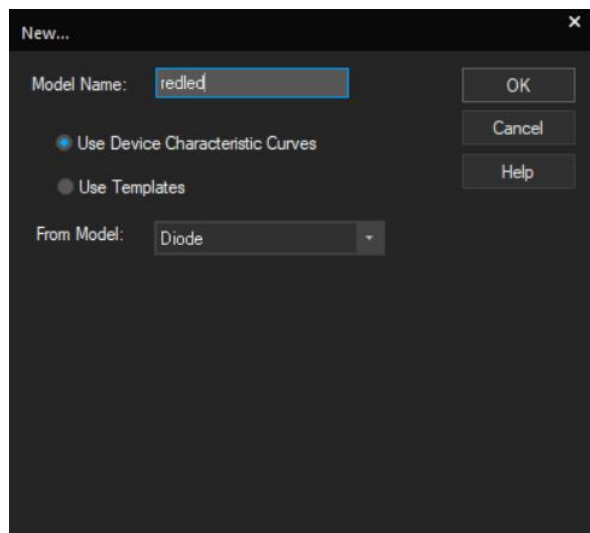 New...
×
Model Name: redled
OK
Cancel
Help
Use Device Characteristic Curves
Use Templates
From Model: Diode